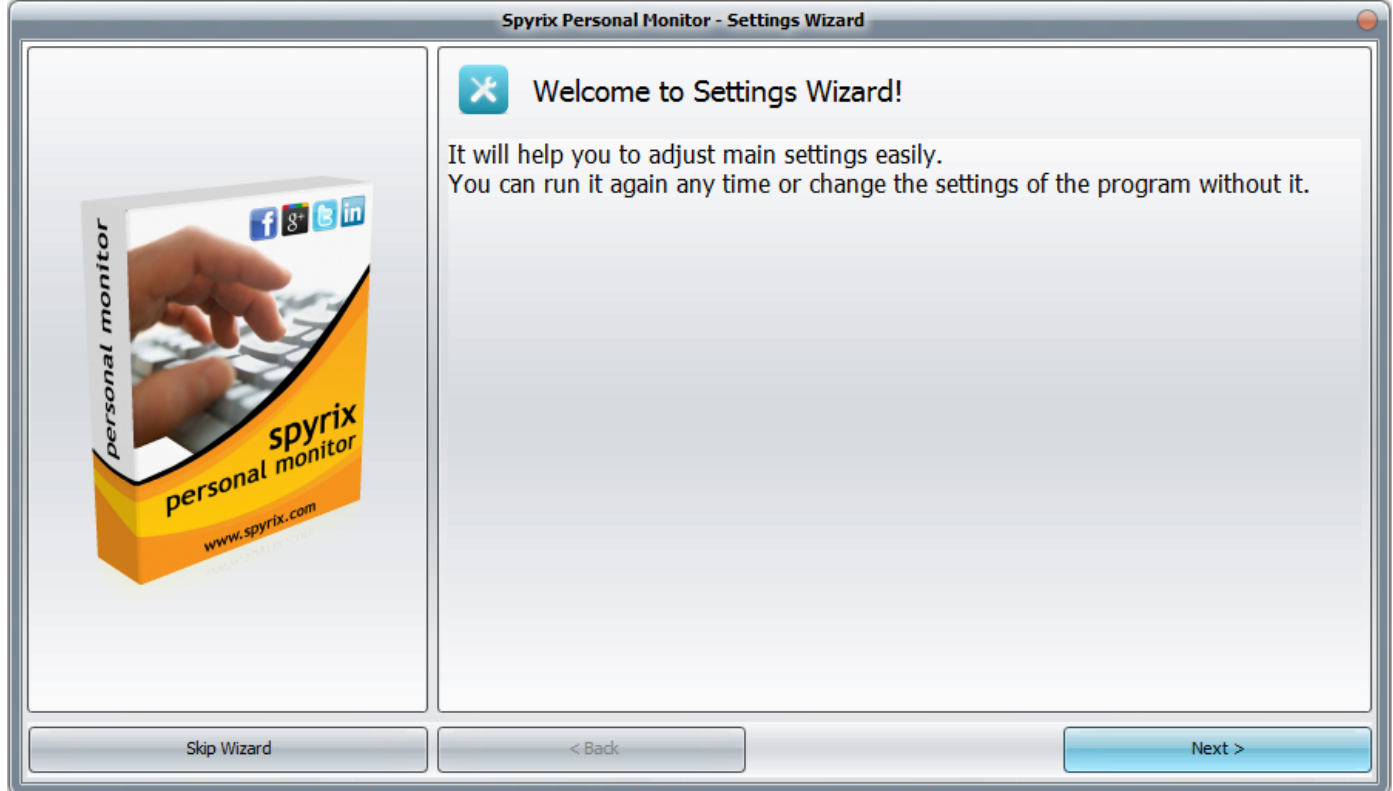 Spyrix Personal Monitor - Settings Wizard
personal monitor
f g+ t in
spyrix
personal monitor
www.spyrix.com
Welcome to Settings Wizard!
It will help you to adjust main settings easily.
You can run it again any time or change the settings of the program without it.
Skip Wizard
< Back
Next >